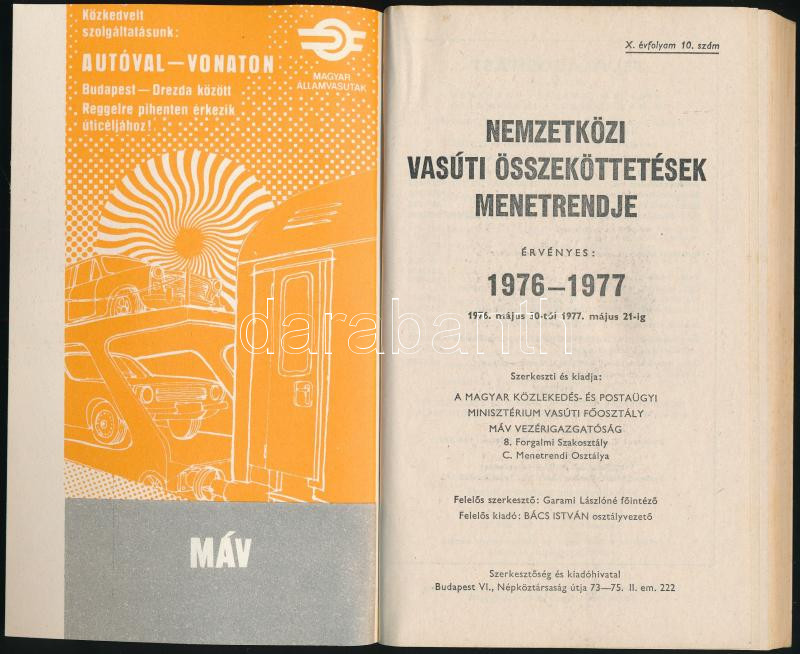 Közkedvelt
szolgáltatásunk:
AUTÓVAL—VONATON
Budapest—Drezda között
Reggelre pihenten érkezik
úticéljához!
MAGYAR
ÁLLAMVASUTAK
MÁV
X. évfolyam 10. szám
NEMZETKÖZI
VASÚTI ÖSSZEKÖTTETÉSEK
MENETRENDJE
ÉRVÉNYES:
1976—1977
1976. május 30-tól 1977. május 21-ig
darabanth
Szerkeszti és kiadja:
A MAGYAR KÖZLEKEDÉS- ÉS POSTAÜGYI
MINISZTÉRIUM VASÚTI FŐOSZTÁLY
MÁV VEZÉRIGAZGATÓSÁG
8. Forgalmi Szakosztály
C. Menetrendi Osztálya
Felelős szerkesztő: Garami Lászlóné főintéző
Felelős kiadó: BÁCS ISTVÁN osztályvezető
Szerkesztőség és kiadóhivatal
Budapest VI., Népköztársaság útja 73—75. II. em. 222